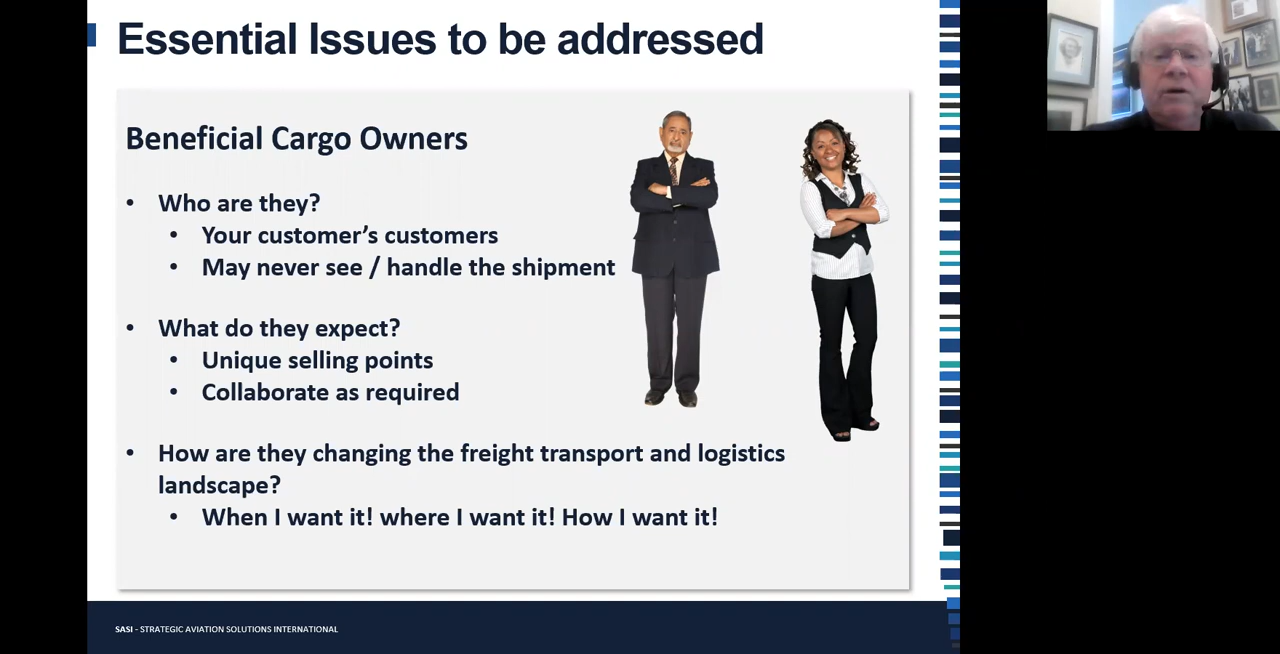 Essential Issues to be addressed
Beneficial Cargo Owners
• Who are they?
• Your customer’s customers
• May never see / handle the shipment
• What do they expect?
• Unique selling points
• Collaborate as required
• How are they changing the freight transport and logistics
landscape?
• When I want it! where I want it! How I want it!
SASI - STRATEGIC AVIATION SOLUTIONS INTERNATIONAL